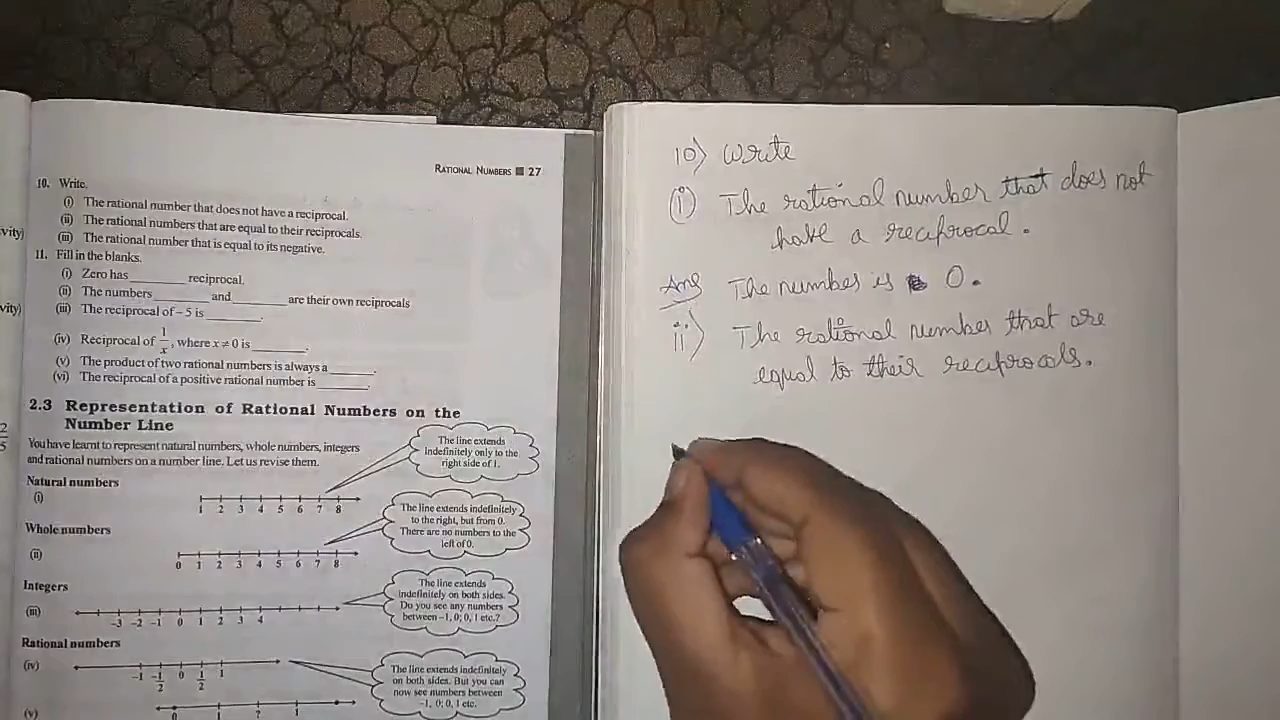 RATIONAL NUMBERS 27
10. Write.
(i) The rational number that does not have a reciprocal.
(ii) The rational numbers that are equal to their reciprocals.
(iii) The rational number that is equal to its negative.
11. Fill in the blanks.
(i) Zero has ______ reciprocal.
(ii) The numbers ______ and ______ are their own reciprocals
(iii) The reciprocal of – 5 is ______.
(iv) Reciprocal of 1/x, where x ≠ 0 is ______.
(v) The product of two rational numbers is always a ______.
(vi) The reciprocal of a positive rational number is ______.
2.3 Representation of Rational Numbers on the
Number Line
You have learnt to represent natural numbers, whole numbers, integers
and rational numbers on a number line. Let us revise them.
The line extends
indefinitely only to the
right side of 1.
Natural numbers
(i)
1 2 3 4 5 6 7 8
The line extends indefinitely
to the right, but from 0.
There are no numbers to the
left of 0.
Whole numbers
(ii)
0 1 2 3 4 5 6 7 8
The line extends
indefinitely on both sides.
Do you see any numbers
between –1, 0; 0, 1 etc.?
Integers
(iii)
–3 –2 –1 0 1 2 3 4
Rational numbers
(iv)
–1 –1/2 0 1/2 1
The line extends indefinitely
on both sides. But you can
now see numbers between
–1, 0; 0, 1 etc.
(v)
vity)
vity)
2/5
10) Write
(i) The rational number that does not
have a reciprocal.
Ans The number is 0.
ii) The rational number that are
equal to their reciprocals.